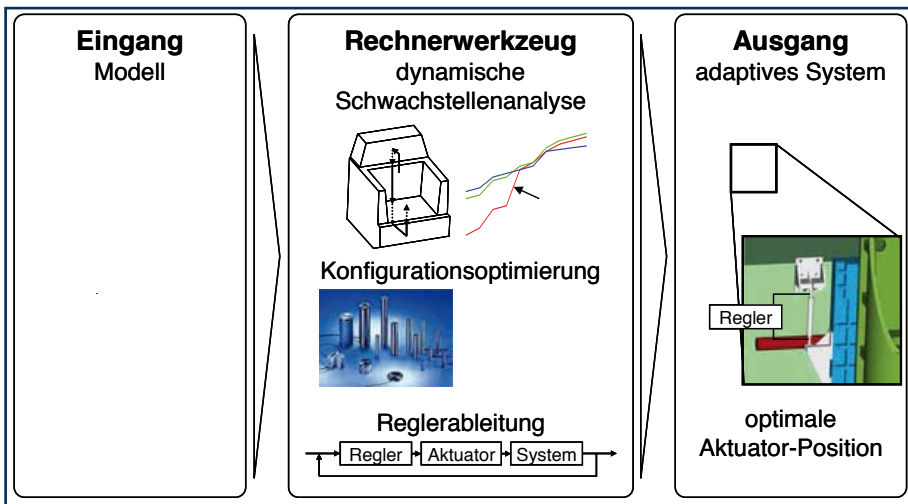 Eingang
Modell
Rechnerwerkzeug
dynamische
Schwachstellenanalyse
Konfigurationsoptimierung
Reglerableitung
Regler
Aktuator
System
Ausgang
adaptives System
Regler
optimale
Aktuator-Position